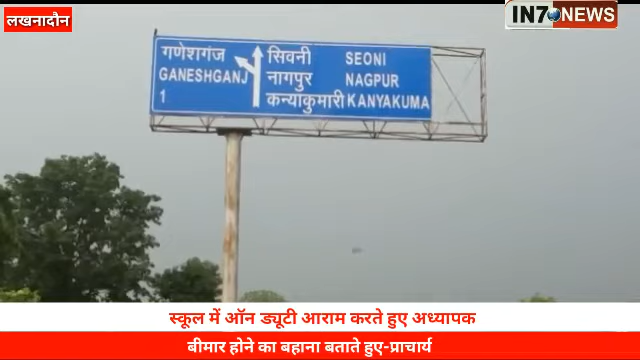 लखनादौन
IN7 NEWS
गणेशगंज
GANESHGANJ
1
सिवनी SEONI
नागपुर NAGPUR
कन्याकुमारी KANYAKUMA
स्कूल में ऑन ड्यूटी आराम करते हुए अध्यापक
बीमार होने का बहाना बताते हुए-प्राचार्य